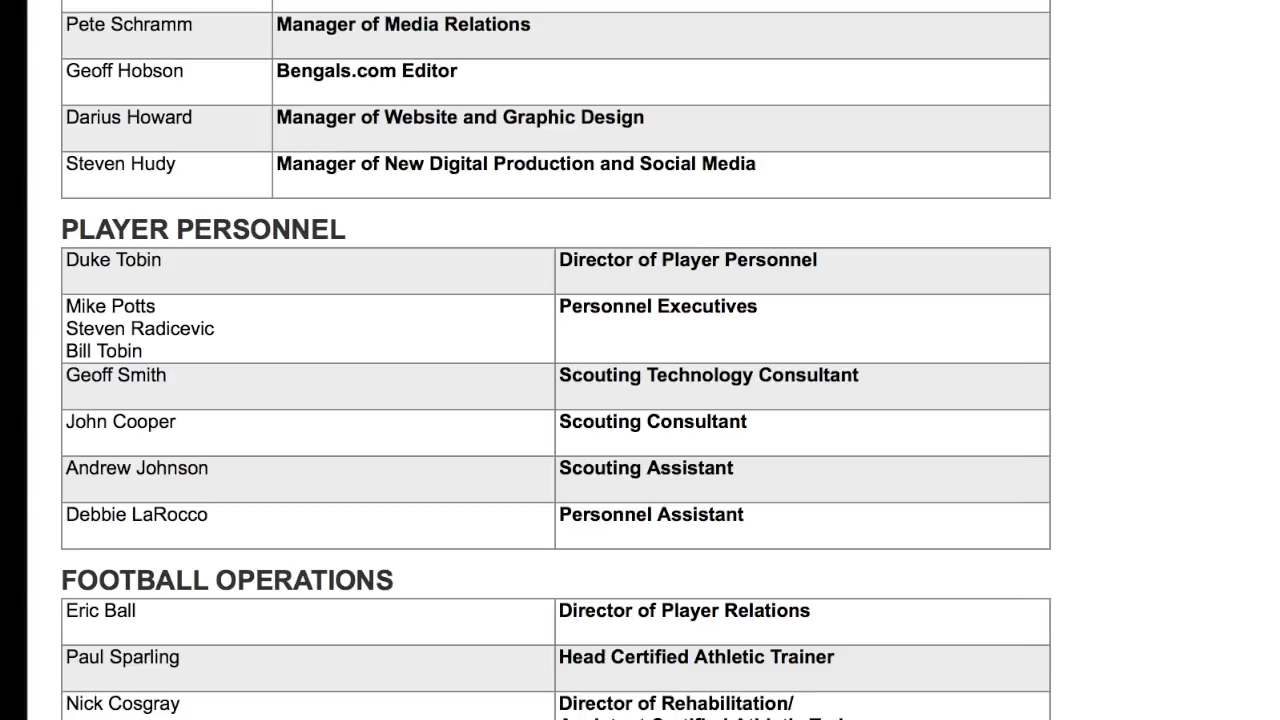 Pete Schramm Manager of Media Relations
Geoff Hobson Bengals.com Editor
Darius Howard Manager of Website and Graphic Design
Steven Hudy Manager of New Digital Production and Social Media
PLAYER PERSONNEL
Duke Tobin Director of Player Personnel
Mike Potts Personnel Executives
Steven Radicevic
Bill Tobin
Geoff Smith Scouting Technology Consultant
John Cooper Scouting Consultant
Andrew Johnson Scouting Assistant
Debbie LaRocco Personnel Assistant
FOOTBALL OPERATIONS
Eric Ball Director of Player Relations
Paul Sparling Head Certified Athletic Trainer
Nick Cosgray Director of Rehabilitation/